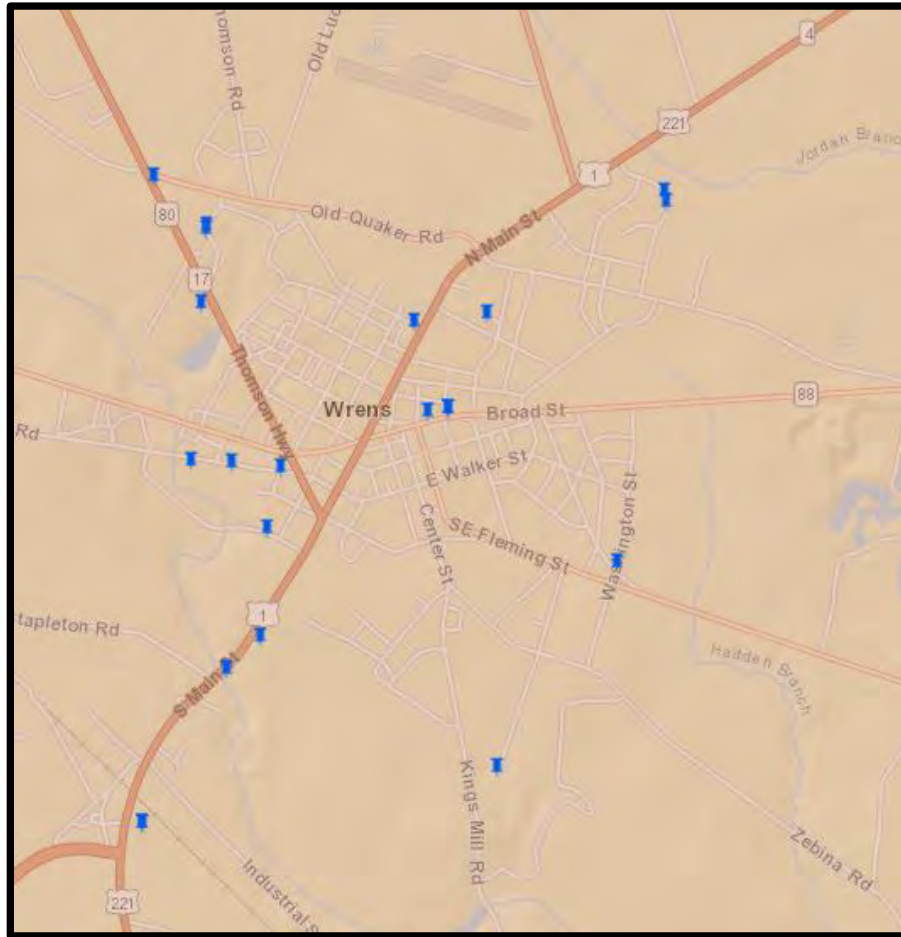 homson Rd
Old Luc
4
221
Jordan Branc
1
80
Old Quaker Rd
N Main St
17
Thomson Hwy
Wrens
Broad St
88
Rd
E Walker St
Washington St
Center St
SE Fleming St
1
tapleton Rd
Hadden Branch
S Main St
Kings Mill Rd
Zebina Rd
Industrial S
221